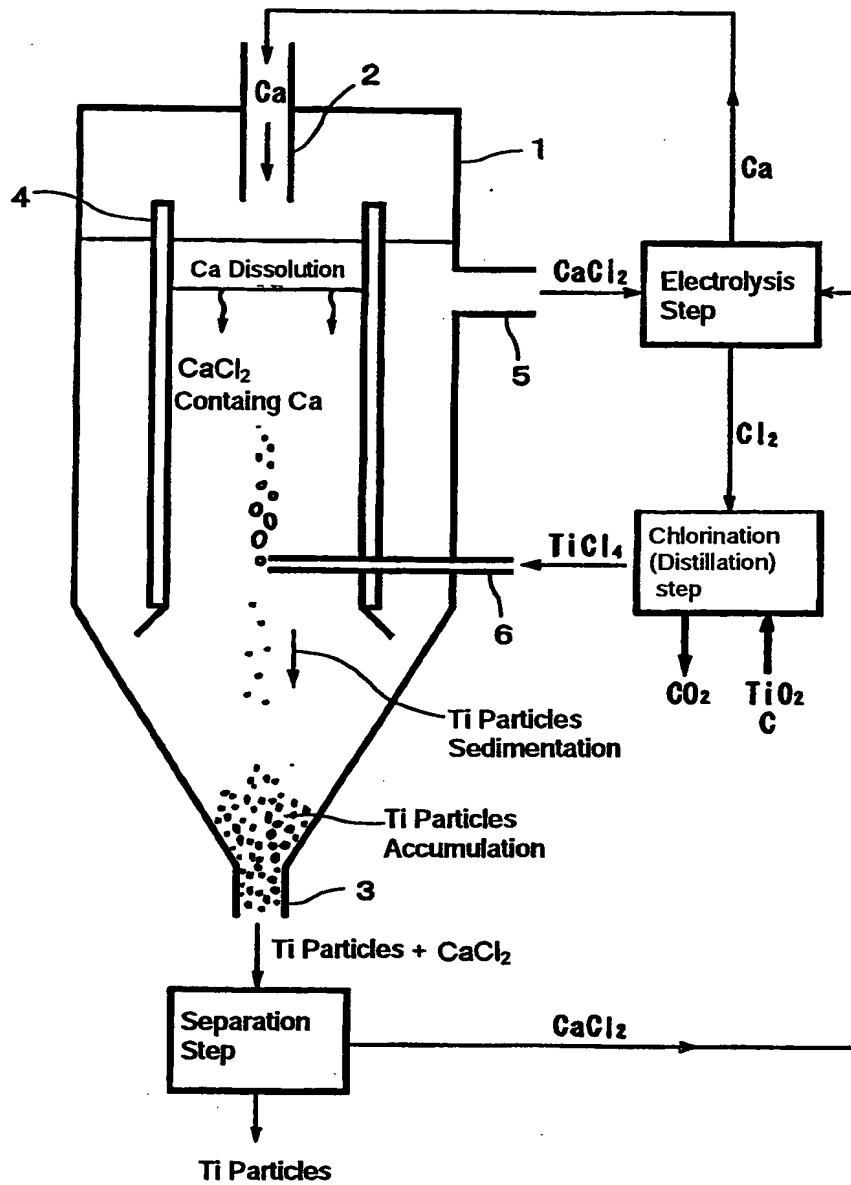 Ca
2
1
4
Ca
Ca Dissolution
CaCl₂
Electrolysis
Step
5
CaCl₂
Containg Ca
Cl₂
TiCl₄
Chlorination
(Distillation)
step
6
CO₂
TiO₂
C
Ti Particles
Sedimentation
Ti Particles
Accumulation
3
Ti Particles + CaCl₂
Separation
Step
CaCl₂
Ti Particles